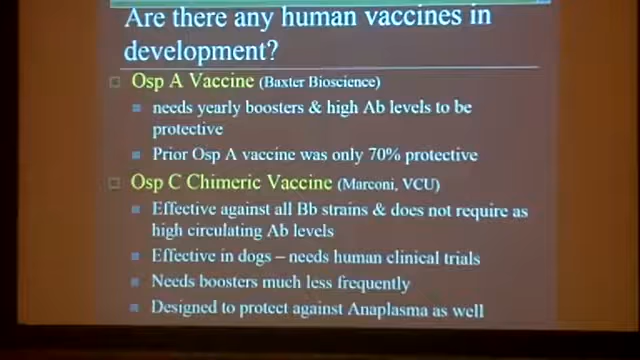 Are there any human vaccines in
development?
Osp A Vaccine (Baxter Bioscience)
needs yearly boosters & high Ab levels to be
protective
Prior Osp A vaccine was only 70% protective
Osp C Chimeric Vaccine (Marconi, VCU)
Effective against all Bb strains & does not require as
high circulating Ab levels
Effective in dogs – needs human clinical trials
Needs boosters much less frequently
Designed to protect against Anaplasma as well